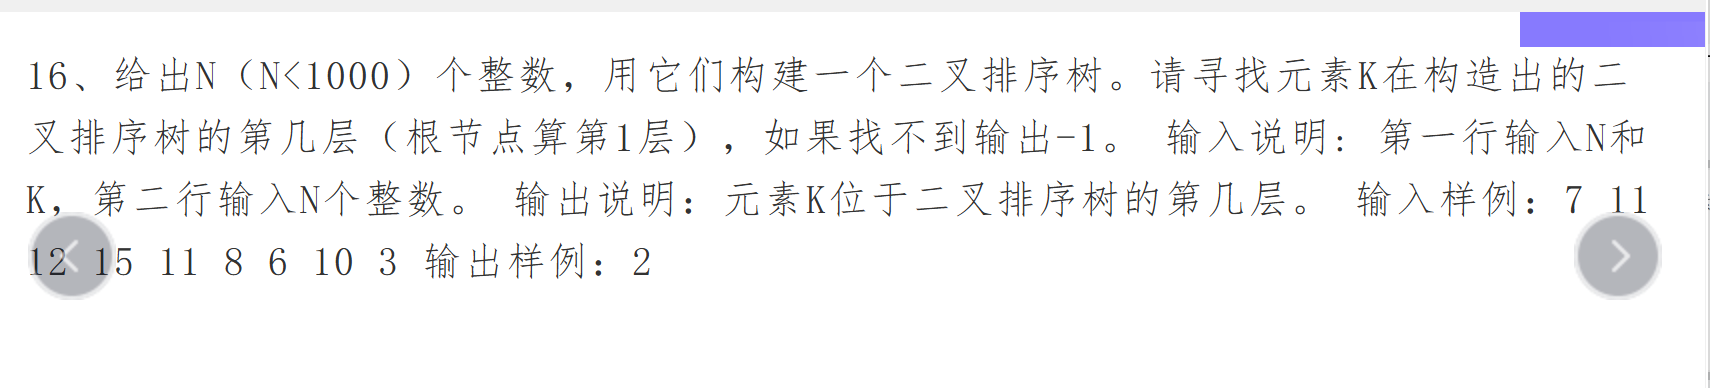 16、给出N（N<1000）个整数，用它们构建一个二叉排序树。请寻找元素K在构造出的二
叉排序树的第几层（根节点算第1层），如果找不到输出-1。 输入说明：第一行输入N和
K，第二行输入N个整数。 输出说明：元素K位于二叉排序树的第几层。 输入样例：7 11
12 15 11 8 6 10 3 输出样例：2